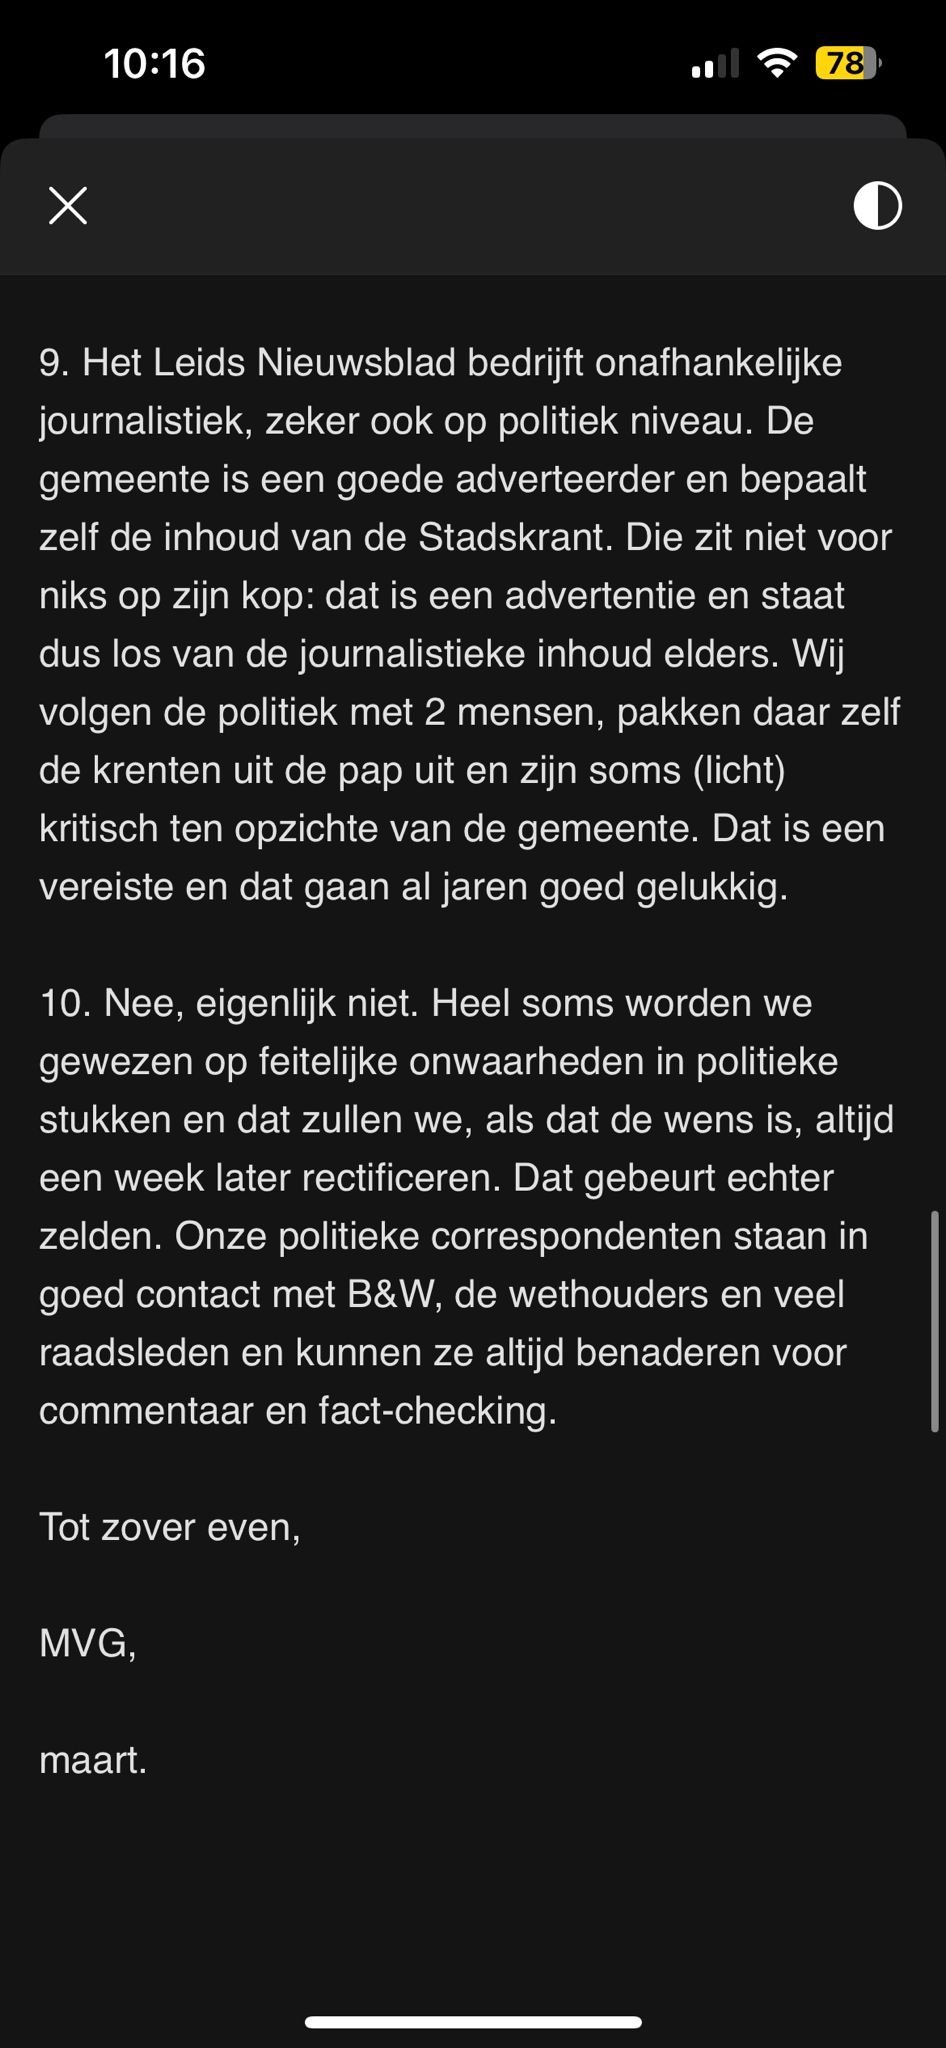 10:16
78
9. Het Leids Nieuwsblad bedrijft onafhankelijke
journalistiek, zeker ook op politiek niveau. De
gemeente is een goede adverteerder en bepaalt
zelf de inhoud van de Stadskrant. Die zit niet voor
niks op zijn kop: dat is een advertentie en staat
dus los van de journalistieke inhoud elders. Wij
volgen de politiek met 2 mensen, pakken daar zelf
de krenten uit de pap uit en zijn soms (licht)
kritisch ten opzichte van de gemeente. Dat is een
vereiste en dat gaan al jaren goed gelukkig.
10. Nee, eigenlijk niet. Heel soms worden we
gewezen op feitelijke onwaarheden in politieke
stukken en dat zullen we, als dat de wens is, altijd
een week later rectificeren. Dat gebeurt echter
zelden. Onze politieke correspondenten staan in
goed contact met B&W, de wethouders en veel
raadsleden en kunnen ze altijd benaderen voor
commentaar en fact-checking.
Tot zover even,
MVG,
maart.